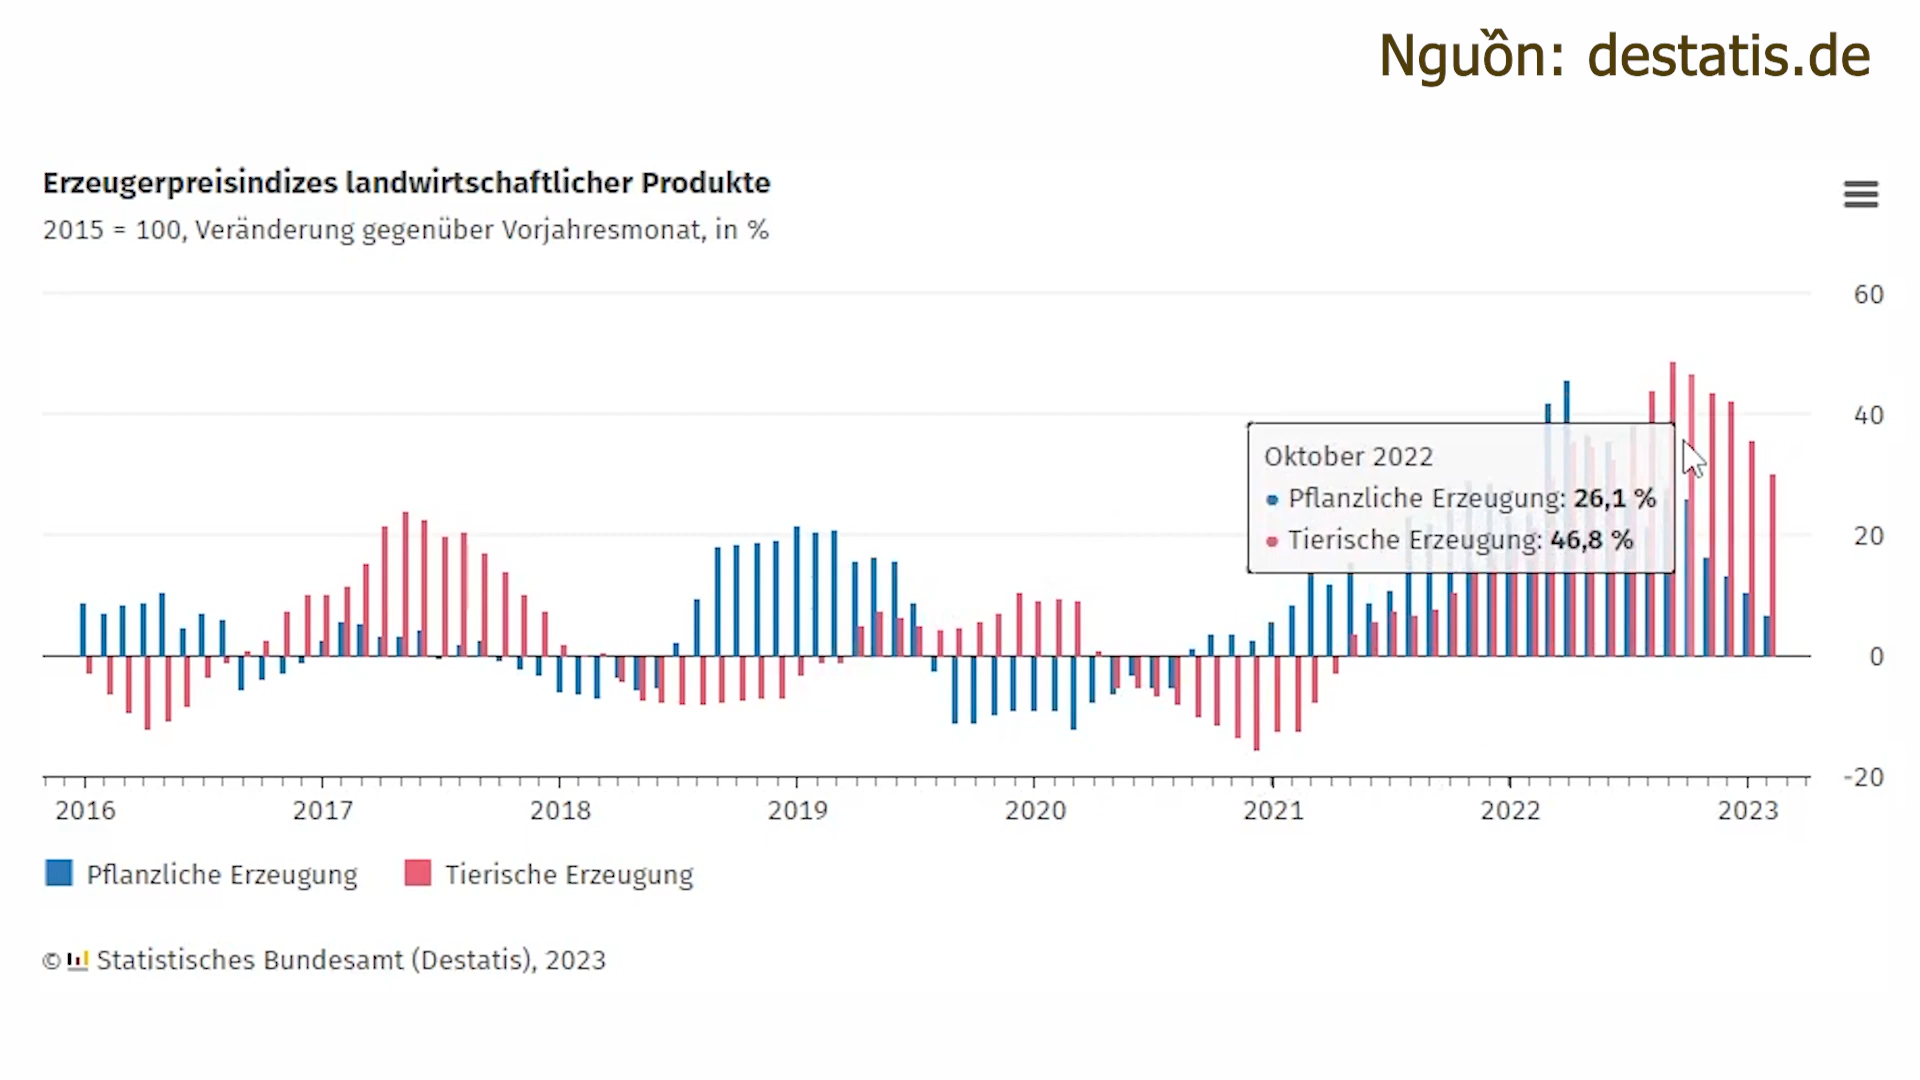 Nguồn: destatis.de
Erzeugerpreisindizes landwirtschaftlicher Produkte
2015 = 100, Veränderung gegenüber Vorjahresmonat, in %
60
40
Oktober 2022
Pflanzliche Erzeugung: 26,1 %
Tierische Erzeugung: 46,8 %
20
0
-20
2016 2017 2018 2019 2020 2021 2022 2023
Pflanzliche Erzeugung Tierische Erzeugung
© Statistisches Bundesamt (Destatis), 2023